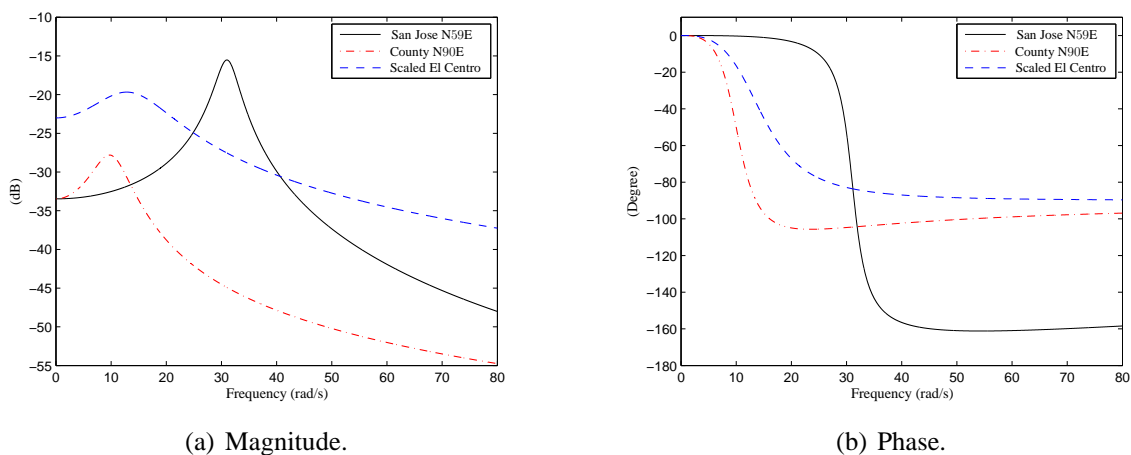 −10
−15
−20
−25
−30
−35
−40
−45
−50
−55
(dB)
0 10 20 30 40 50 60 70 80
Frequency (rad/s)
San Jose N59E
County N90E
Scaled El Centro
(a) Magnitude.
0
−20
−40
−60
−80
−100
−120
−140
−160
−180
(Degree)
0 10 20 30 40 50 60 70 80
Frequency (rad/s)
San Jose N59E
County N90E
Scaled El Centro
(b) Phase.